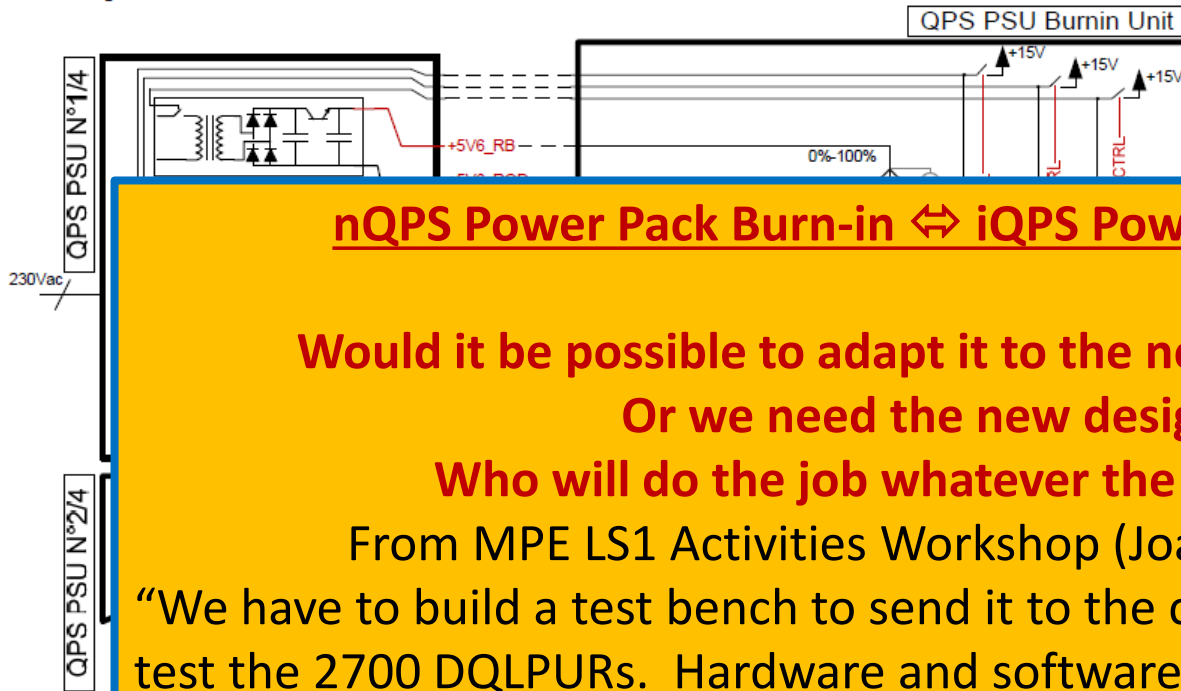 QPS PSU Burnin Unit
QPS PSU N°1/4
+15V
+15V
+15V
+5V6_RB
0%-100%
CTRL
230Vac
nQPS Power Pack Burn-in ⇔ iQPS Pow
Would it be possible to adapt it to the
Or we need the new desig
Who will do the job whatever the
From MPE LS1 Activities Workshop (Joa
QPS PSU N°2/4
“We have to build a test bench to send it to the
test the 2700 DQLPURs. Hardware and software